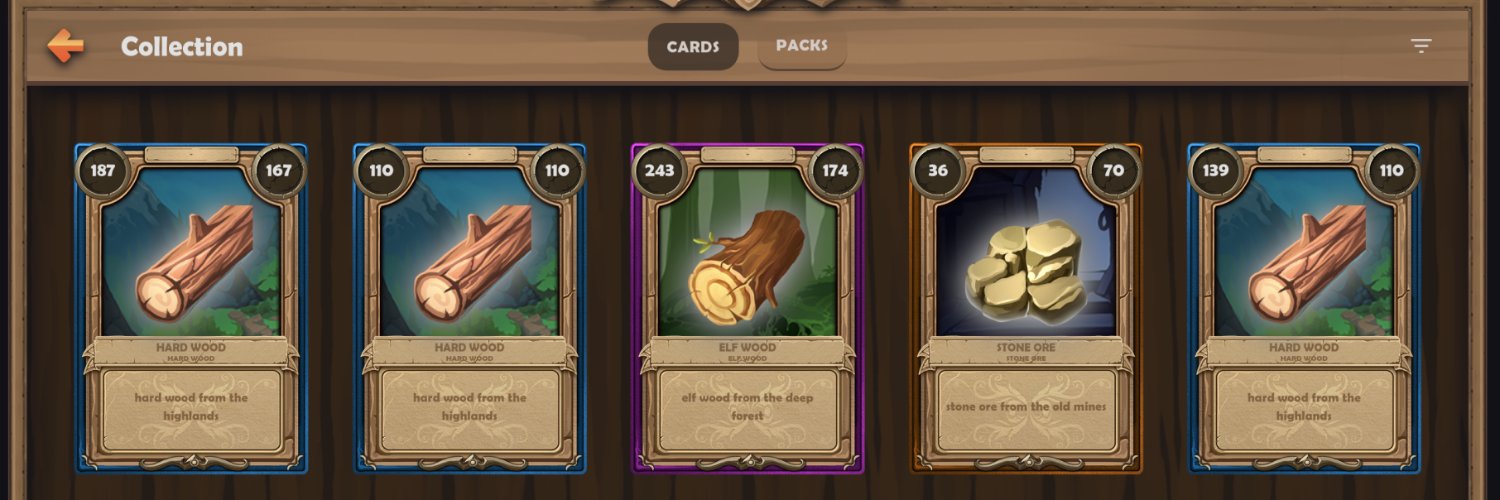 Collection
CARDS
PACKS
187
167
HARD WOOD
HARD WOOD
hard wood from the
highlands
110
110
HARD WOOD
HARD WOOD
hard wood from the
highlands
243
174
ELF WOOD
ELF WOOD
elf wood from the deep
forest
36
70
STONE ORE
STONE ORE
stone ore from the old mines
139
110
HARD WOOD
HARD WOOD
hard wood from the
highlands